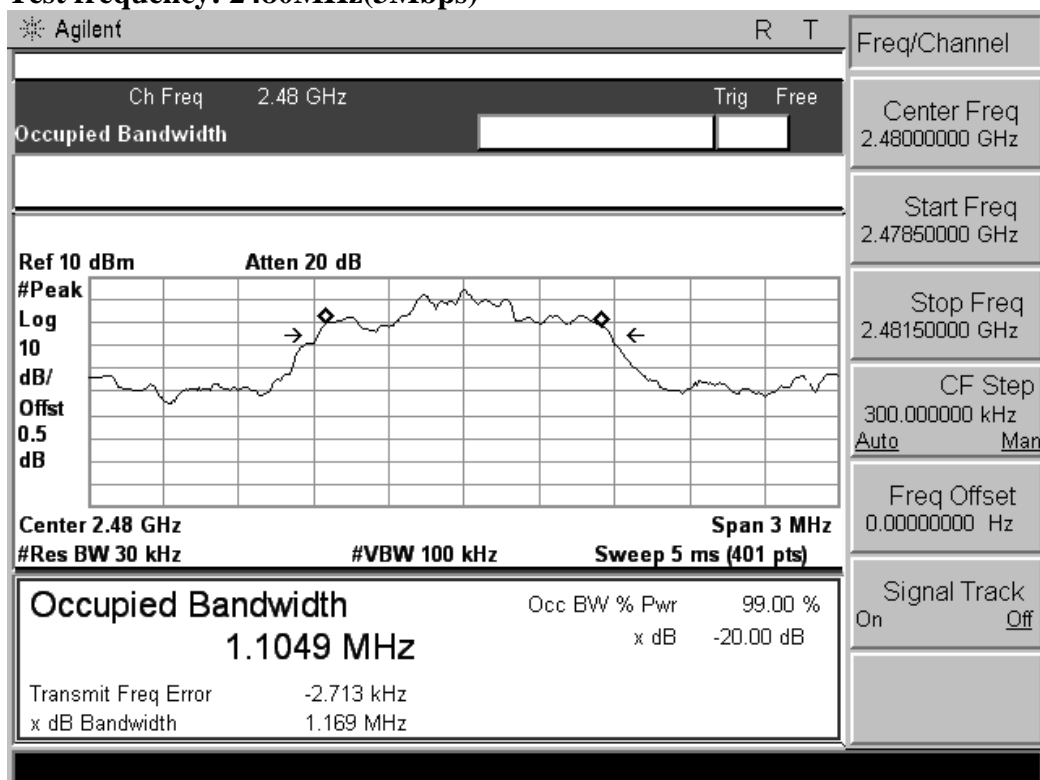 Test frequency: 2480MHz(3Mbps)
Agilent R T
Freq/Channel
Ch Freq 2.48 GHz Trig Free
Occupied Bandwidth
Center Freq
2.48000000 GHz
Start Freq
2.47850000 GHz
Ref 10 dBm Atten 20 dB
#Peak
Log
10
dB/
Offst
0.5
dB
Stop Freq
2.48150000 GHz
CF Step
300.000000 kHz
Auto Man
Freq Offset
0.00000000 Hz
Center 2.48 GHz Span 3 MHz
#Res BW 30 kHz #VBW 100 kHz Sweep 5 ms (401 pts)
Signal Track
On Off
Occupied Bandwidth Occ BW % Pwr 99.00 %
1.1049 MHz x dB -20.00 dB
Transmit Freq Error -2.713 kHz
x dB Bandwidth 1.169 MHz